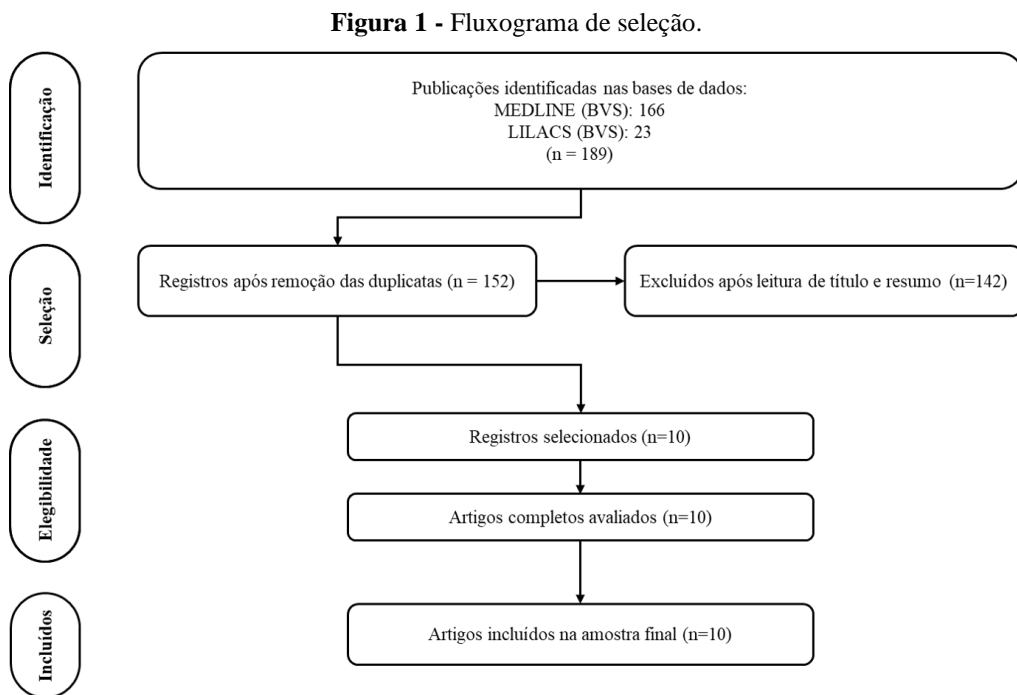 Figura 1 - Fluxograma de seleção.
Identificação
Publicações identificadas nas bases de dados:
MEDLINE (BVS): 166
LILACS (BVS): 23
(n = 189)
Seleção
Registros após remoção das duplicatas (n = 152)
Excluídos após leitura de título e resumo (n=142)
Elegibilidade
Registros selecionados (n=10)
Artigos completos avaliados (n=10)
Incluídos
Artigos incluídos na amostra final (n=10)